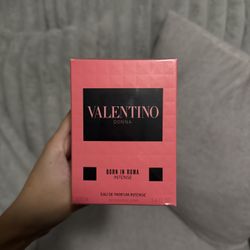 VALENTINO
DONNA
BORN IN ROMA
INTENSE
EAU DE PARFUM INTENSE